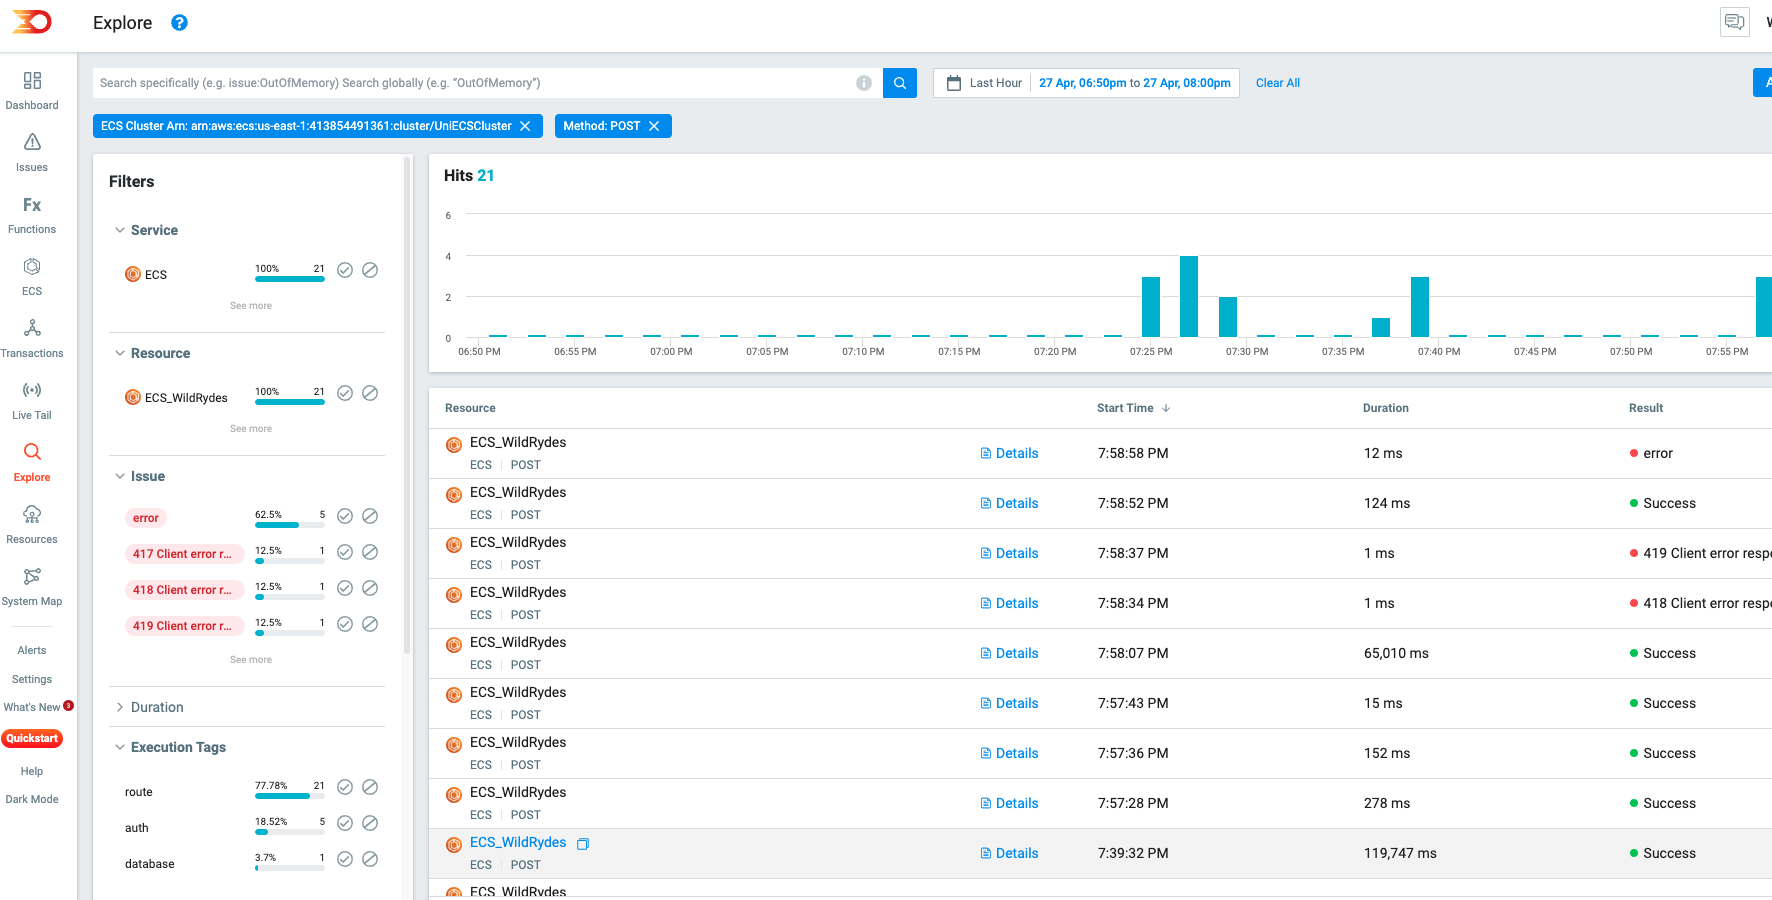 Explore
Search specifically (e.g. issue:OutOfMemory) Search globally (e.g. "OutOfMemory")
Last Hour 27 Apr, 06:50pm to 27 Apr, 08:00pm Clear All
ECS Cluster Arn: arn:aws:ecs:us-east-1:413854491361:cluster/UniECSCluster
Method: POST
Dashboard
Issues
Fx
Functions
ECS
Transactions
Live Tail
Explore
Resources
System Map
Alerts
Settings
What's New 3
Quickstart
Help
Dark Mode
Filters
Service
ECS 100% 21
See more
Resource
ECS_WildRydes 100% 21
See more
Issue
error 62.5% 5
417 Client error r... 12.5% 1
418 Client error r... 12.5% 1
419 Client error r... 12.5% 1
See more
Duration
Execution Tags
route 77.78% 21
auth 18.52% 5
database 3.7% 1
Hits 21
6
4
2
0
06:50 PM 06:55 PM 07:00 PM 07:05 PM 07:10 PM 07:15 PM 07:20 PM 07:25 PM 07:30 PM 07:35 PM 07:40 PM 07:45 PM 07:50 PM 07:55 PM
Resource Start Time Duration Result
ECS_WildRydes
ECS POST
Details 7:58:58 PM 12 ms error
ECS_WildRydes
ECS POST
Details 7:58:52 PM 124 ms Success
ECS_WildRydes
ECS POST
Details 7:58:37 PM 1 ms 419 Client error resp
ECS_WildRydes
ECS POST
Details 7:58:34 PM 1 ms 418 Client error resp
ECS_WildRydes
ECS POST
Details 7:58:07 PM 65,010 ms Success
ECS_WildRydes
ECS POST
Details 7:57:43 PM 15 ms Success
ECS_WildRydes
ECS POST
Details 7:57:36 PM 152 ms Success
ECS_WildRydes
ECS POST
Details 7:57:28 PM 278 ms Success
ECS_WildRydes
ECS POST
Details 7:39:32 PM 119,747 ms Success
ECS_WildRydes